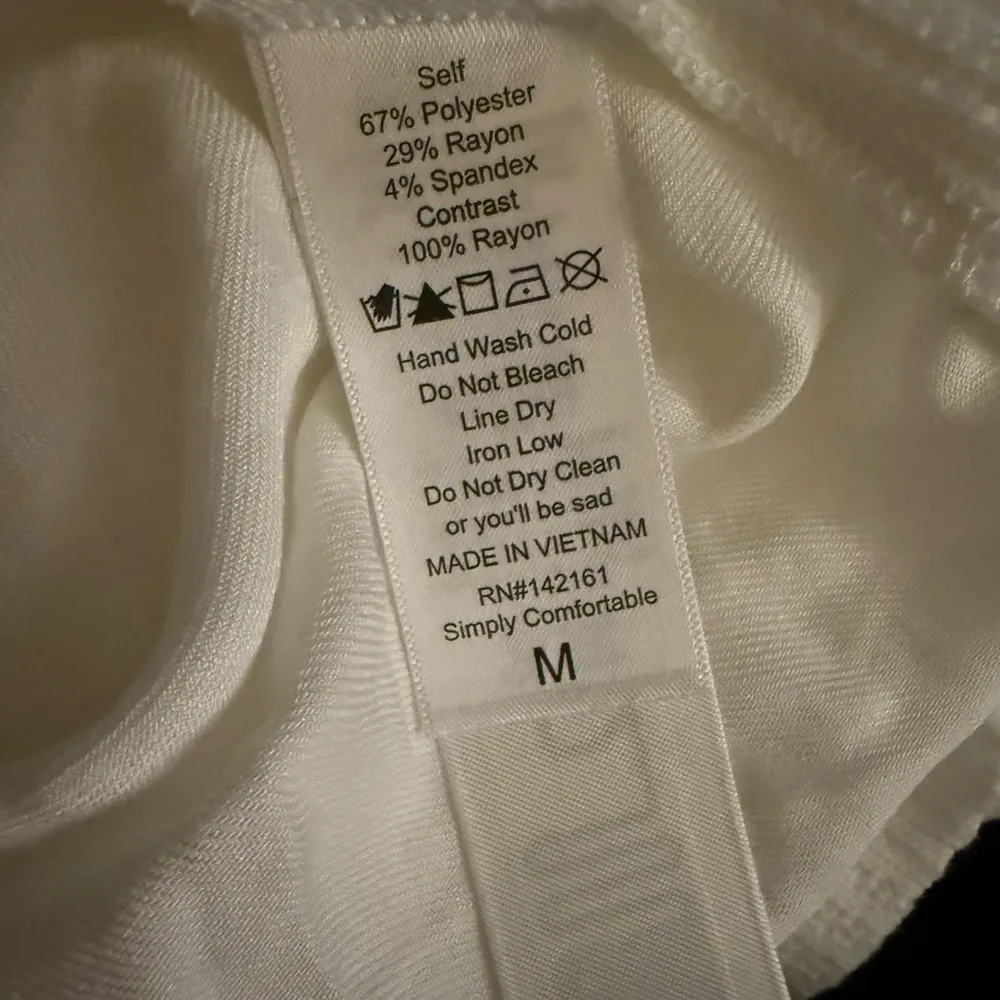 Self
67% Polyester
29% Rayon
4% Spandex
Contrast
100% Rayon
Hand Wash Cold
Do Not Bleach
Line Dry
Iron Low
Do Not Dry Clean
or you'll be sad
MADE IN VIETNAM
RN#142161
Simply Comfortable
M